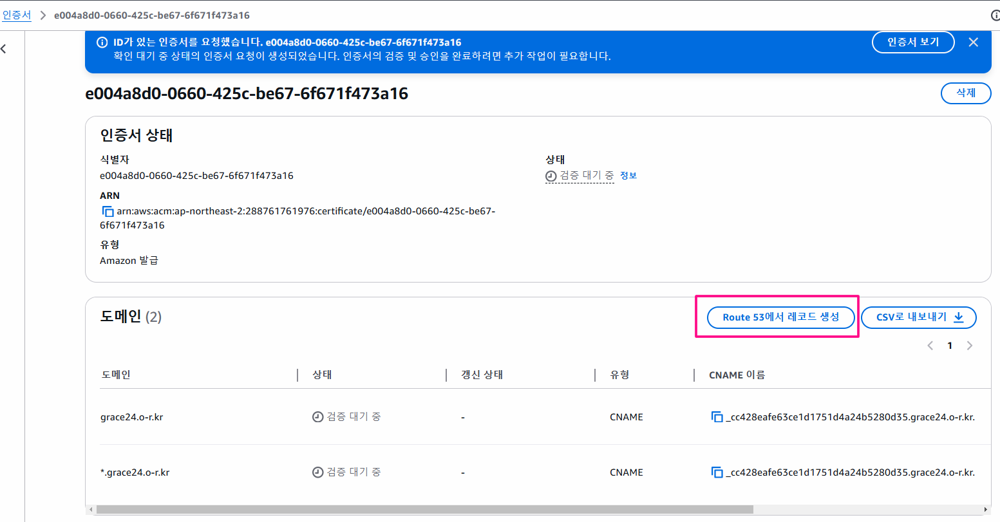 인증서 > e004a8d0-0660-425c-be67-6f671f473a16
ID가 있는 인증서를 요청했습니다. e004a8d0-0660-425c-be67-6f671f473a16
확인 대기 중 상태의 인증서 요청이 생성되었습니다. 인증서의 검증 및 승인을 완료하려면 추가 작업이 필요합니다.
인증서 보기
e004a8d0-0660-425c-be67-6f671f473a16
삭제
인증서 상태
식별자
e004a8d0-0660-425c-be67-6f671f473a16
ARN
arn:aws:acm:ap-northeast-2:288761761976:certificate/e004a8d0-0660-425c-be67-
6f671f473a16
유형
Amazon 발급
상태
검증 대기 중 정보
도메인 (2)
Route 53에서 레코드 생성
CSV로 내보내기
1
도메인 상태 갱신 상태 유형 CNAME 이름
grace24.o-r.kr 검증 대기 중 - CNAME _cc428eafe63ce1d1751d4a24b5280d35.grace24.o-r.kr.
*.grace24.o-r.kr 검증 대기 중 - CNAME _cc428eafe63ce1d1751d4a24b5280d35.grace24.o-r.kr.